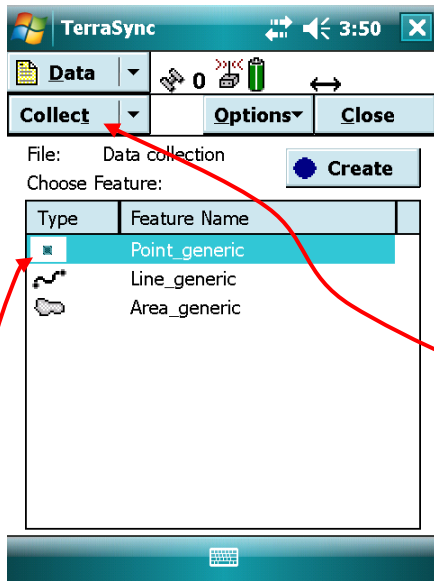 TerraSync 3:50
Data 0
Collect Options Close
File: Data collection
Create
Choose Feature:
Type Feature Name
Point_generic
Line_generic
Area_generic